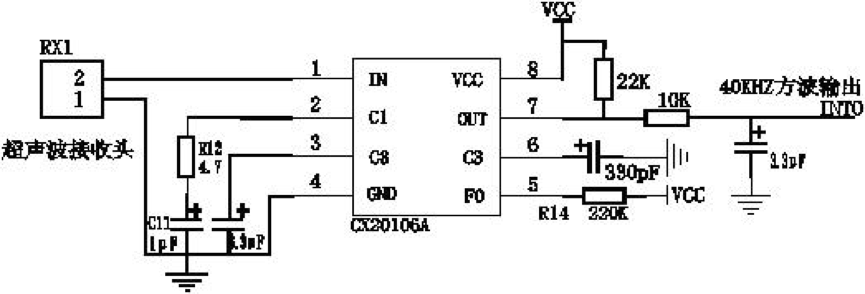 VCC
RX1
2
1
超声波接收头
1
2
3
4
IN
C1
C3
GND
VCC
OUT
C3
F0
CX20106A
8
7
6
5
R12
4.7
C11
1μF
3.3μF
22K
10K
40KHZ方波输出
INT0
330pF
3.3μF
R14
220K
VCC